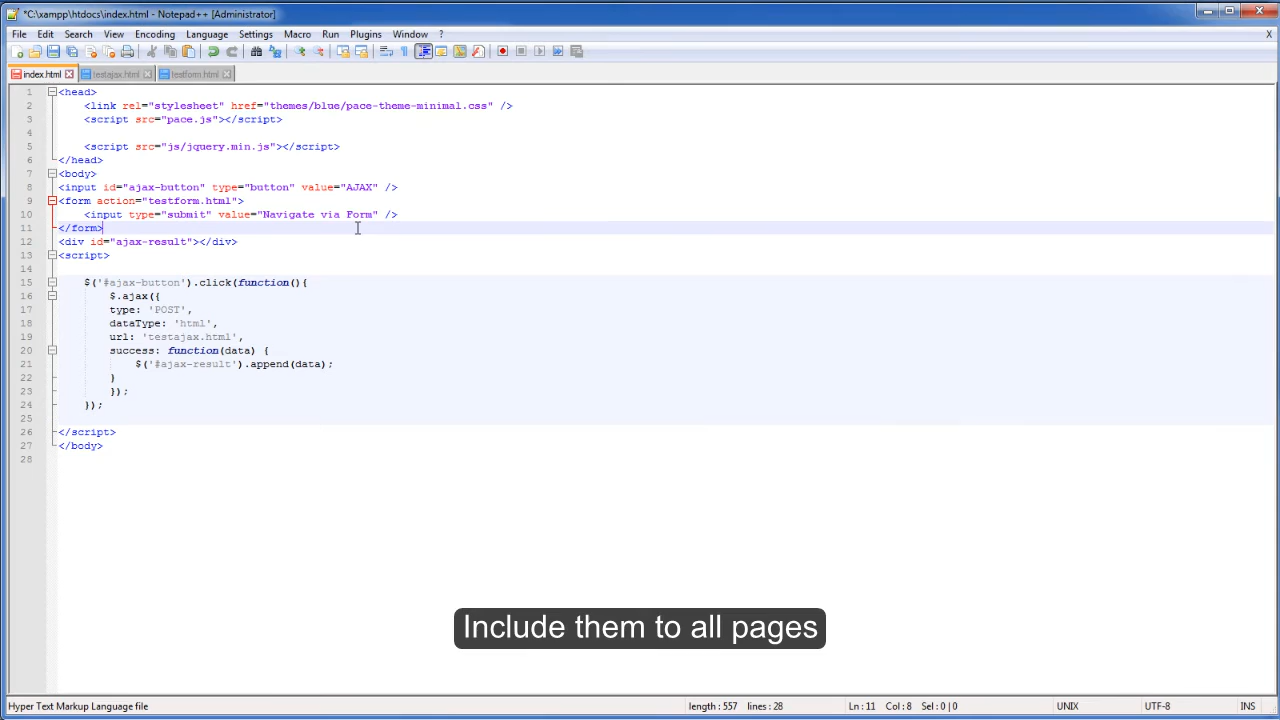 *C:\xampp\htdocs\index.html - Notepad++ [Administrator]
File Edit Search View Encoding Language Settings Macro Run Plugins Window ? X
index.html testajax.html testform.html
1 <head>
2 <link rel="stylesheet" href="themes/blue/pace-theme-minimal.css" />
3 <script src="pace.js"></script>
4
5 <script src="js/jquery.min.js"></script>
6 </head>
7 <body>
8 <input id="ajax-button" type="button" value="AJAX" />
9 <form action="testform.html">
10 <input type="submit" value="Navigate via Form" />
11 </form>
12 <div id="ajax-result"></div>
13 <script>
14
15 $('#ajax-button').click(function(){
16 $.ajax({
17 type: 'POST',
18 dataType: 'html',
19 url: 'testajax.html',
20 success: function(data) {
21 $('#ajax-result').append(data);
22 }
23 });
24 });
25
26 </script>
27 </body>
28
Include them to all pages
Hyper Text Markup Language file length : 557 lines : 28 Ln : 11 Col : 8 Sel : 0 | 0 UNIX UTF-8 INS